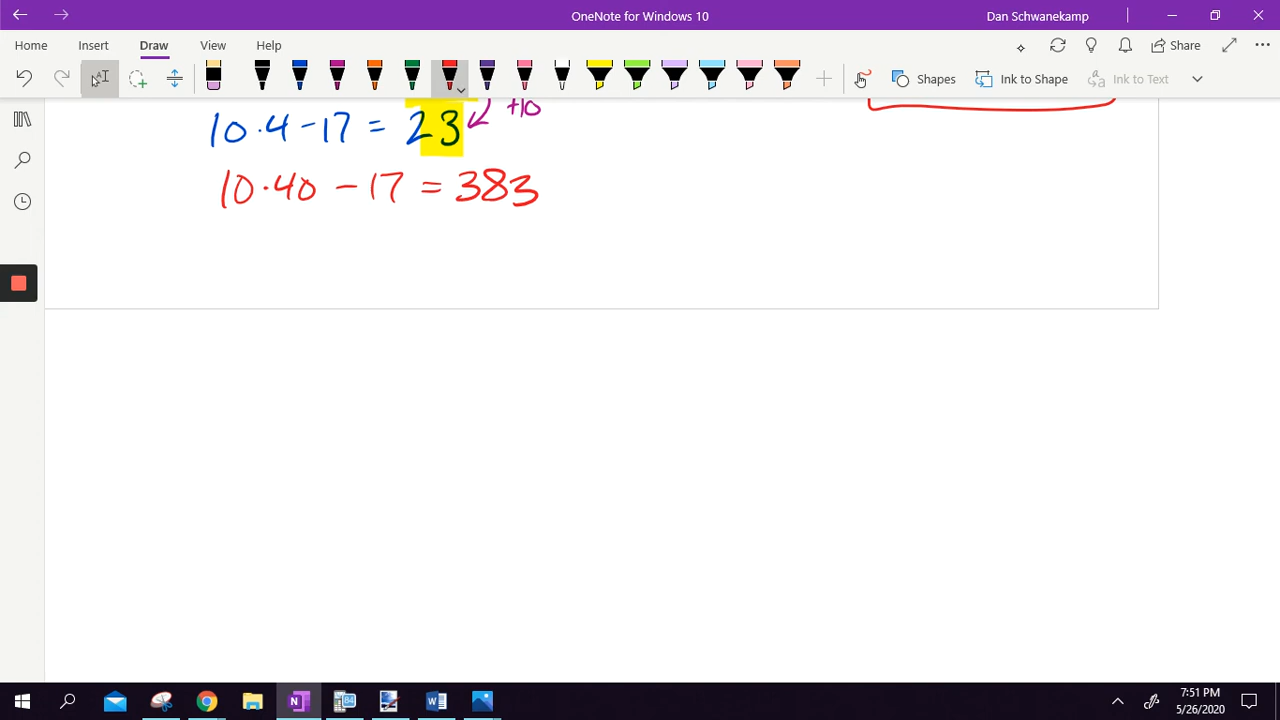 OneNote for Windows 10
Dan Schwanekamp
Home Insert Draw View Help
Share
Shapes Ink to Shape Ink to Text
+10
10·4-17 = 23
10·40 - 17 = 383
84
7:51 PM
5/26/2020